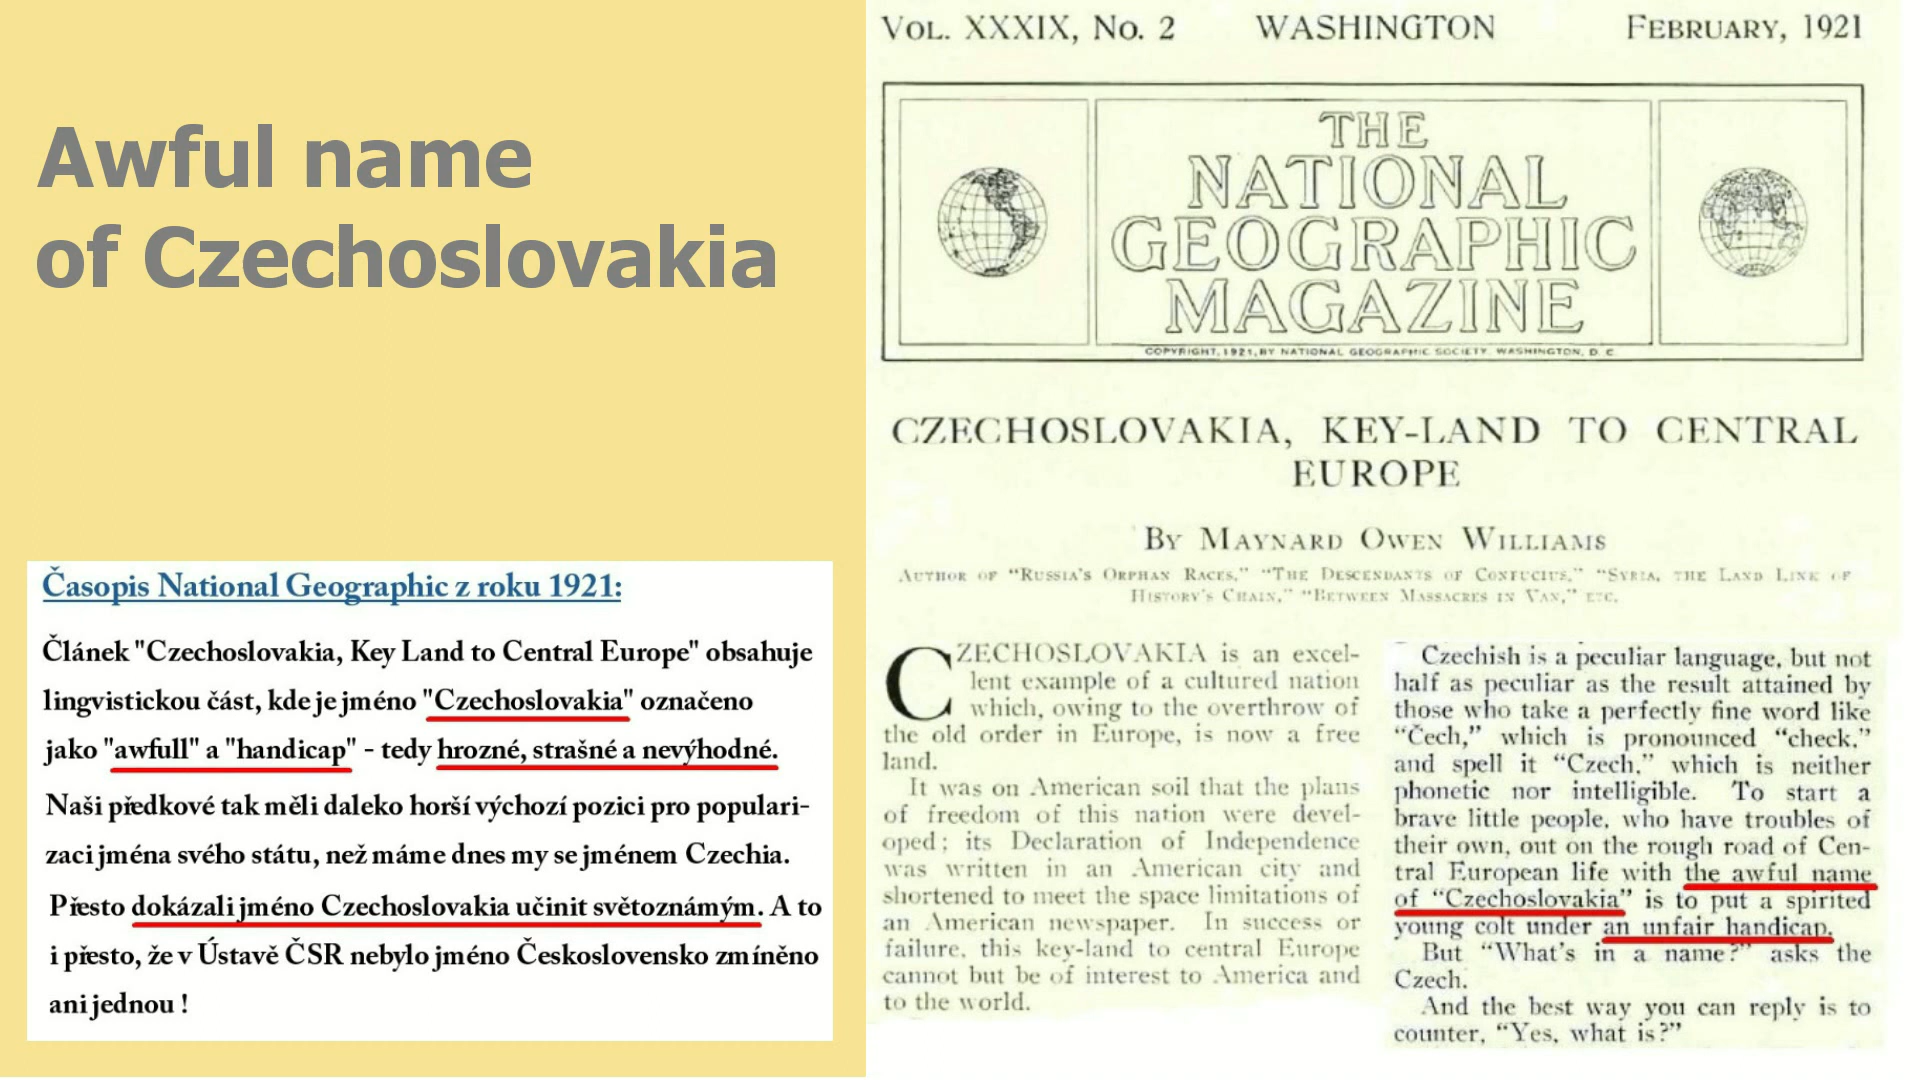 Awful name
of Czechoslovakia
Časopis National Geographic z roku 1921:
Článek "Czechoslovakia, Key Land to Central Europe" obsahuje
lingvistickou část, kde je jméno "Czechoslovakia" označeno
jako "awfull" a "handicap" - tedy hrozné, strašné a nevýhodné.
Naši předkové tak měli daleko horší výchozí pozici pro populari-
zaci jména svého státu, než máme dnes my se jménem Czechia.
Přesto dokázali jméno Czechoslovakia učinit světoznámým. A to
i přesto, že v Ústavě ČSR nebylo jméno Československo zmíněno
ani jednou !
VOL. XXXIX, No. 2 WASHINGTON FEBRUARY, 1921
THE
NATIONAL
GEOGRAPHIC
MAGAZINE
COPYRIGHT, 1921, BY NATIONAL GEOGRAPHIC SOCIETY, WASHINGTON, D. C.
CZECHOSLOVAKIA, KEY-LAND TO CENTRAL
EUROPE
BY MAYNARD OWEN WILLIAMS
AUTHOR OF "RUSSIA'S ORPHAN RACES," "THE DESCENDANTS OF CONFUCIUS," "SYRIA, THE LAND LINK OF
HISTORY'S CHAIN," "BETWEEN MASSACRES IN VAN," ETC.
CZECHOSLOVAKIA is an excel-
lent example of a cultured nation
which, owing to the overthrow of
the old order in Europe, is now a free
land.
It was on American soil that the plans
of freedom of this nation were devel-
oped; its Declaration of Independence
was written in an American city and
shortened to meet the space limitations of
an American newspaper. In success or
failure, this key-land to central Europe
cannot but be of interest to America and
to the world.
Czechish is a peculiar language, but not
half as peculiar as the result attained by
those who take a perfectly fine word like
"Čech," which is pronounced "check,"
and spell it "Czech," which is neither
phonetic nor intelligible. To start a
brave little people, who have troubles of
their own, out on the rough road of Cen-
tral European life with the awful name
of "Czechoslovakia" is to put a spirited
young colt under an unfair handicap.
But "What's in a name?" asks the
Czech.
And the best way you can reply is to
counter, "Yes, what is?"